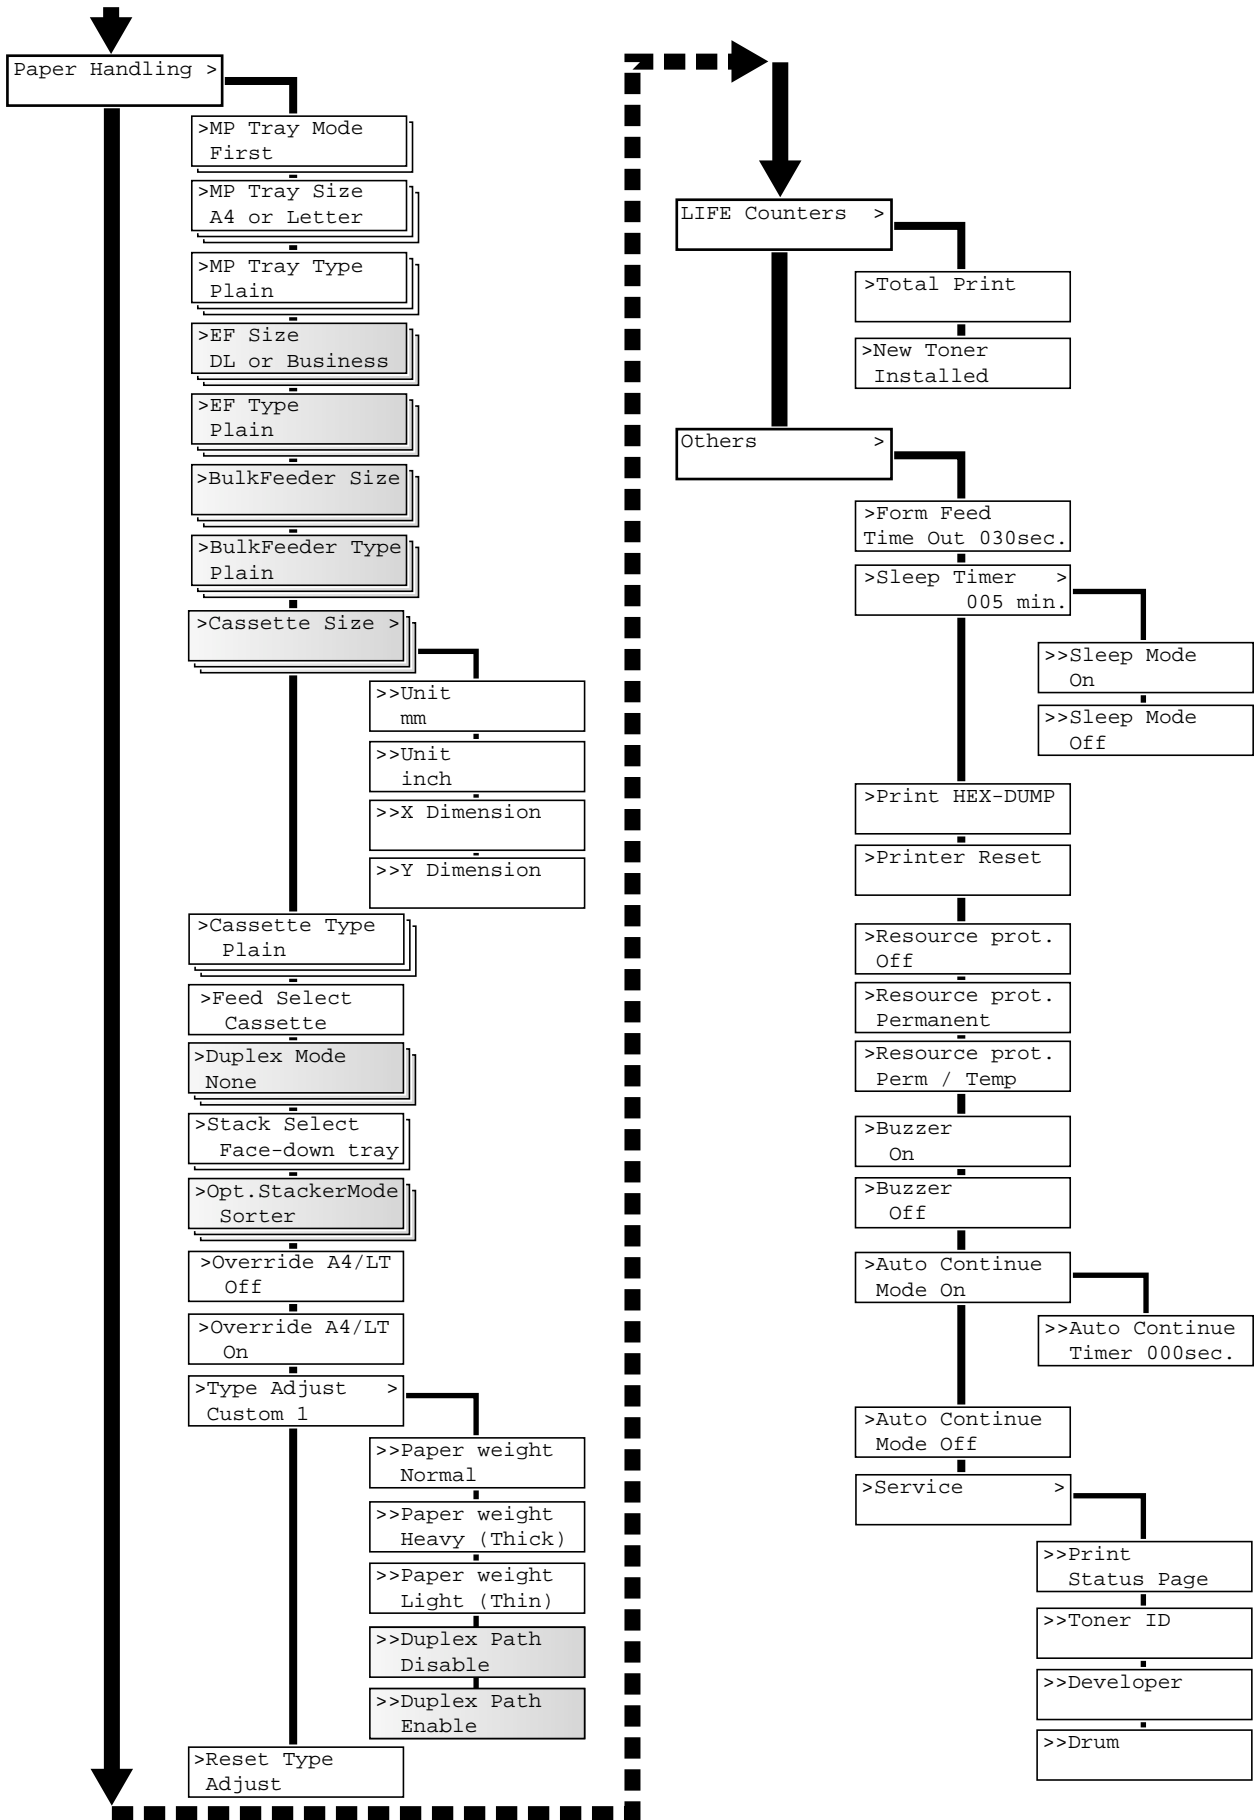 Paper Handling >
>MP Tray Mode
First
>MP Tray Size
A4 or Letter
>MP Tray Type
Plain
>EF Size
DL or Business
>EF Type
Plain
>BulkFeeder Size
>BulkFeeder Type
Plain
>Cassette Size >
>>Unit
mm
>>Unit
inch
>>X Dimension
>>Y Dimension
>Cassette Type
Plain
>Feed Select
Cassette
>Duplex Mode
None
>Stack Select
Face-down tray
>Opt.StackerMode
Sorter
>Override A4/LT
Off
>Override A4/LT
On
>Type Adjust >
Custom 1
>>Paper weight
Normal
>>Paper weight
Heavy (Thick)
>>Paper weight
Light (Thin)
>>Duplex Path
Disable
>>Duplex Path
Enable
>Reset Type
Adjust
LIFE Counters >
>Total Print
>New Toner
Installed
Others >
>Form Feed
Time Out 030sec.
>Sleep Timer >
005 min.
>>Sleep Mode
On
>>Sleep Mode
Off
>Print HEX-DUMP
>Printer Reset
>Resource prot.
Off
>Resource prot.
Permanent
>Resource prot.
Perm / Temp
>Buzzer
On
>Buzzer
Off
>Auto Continue
Mode On
>>Auto Continue
Timer 000sec.
>Auto Continue
Mode Off
>Service >
>>Print
Status Page
>>Toner ID
>>Developer
>>Drum